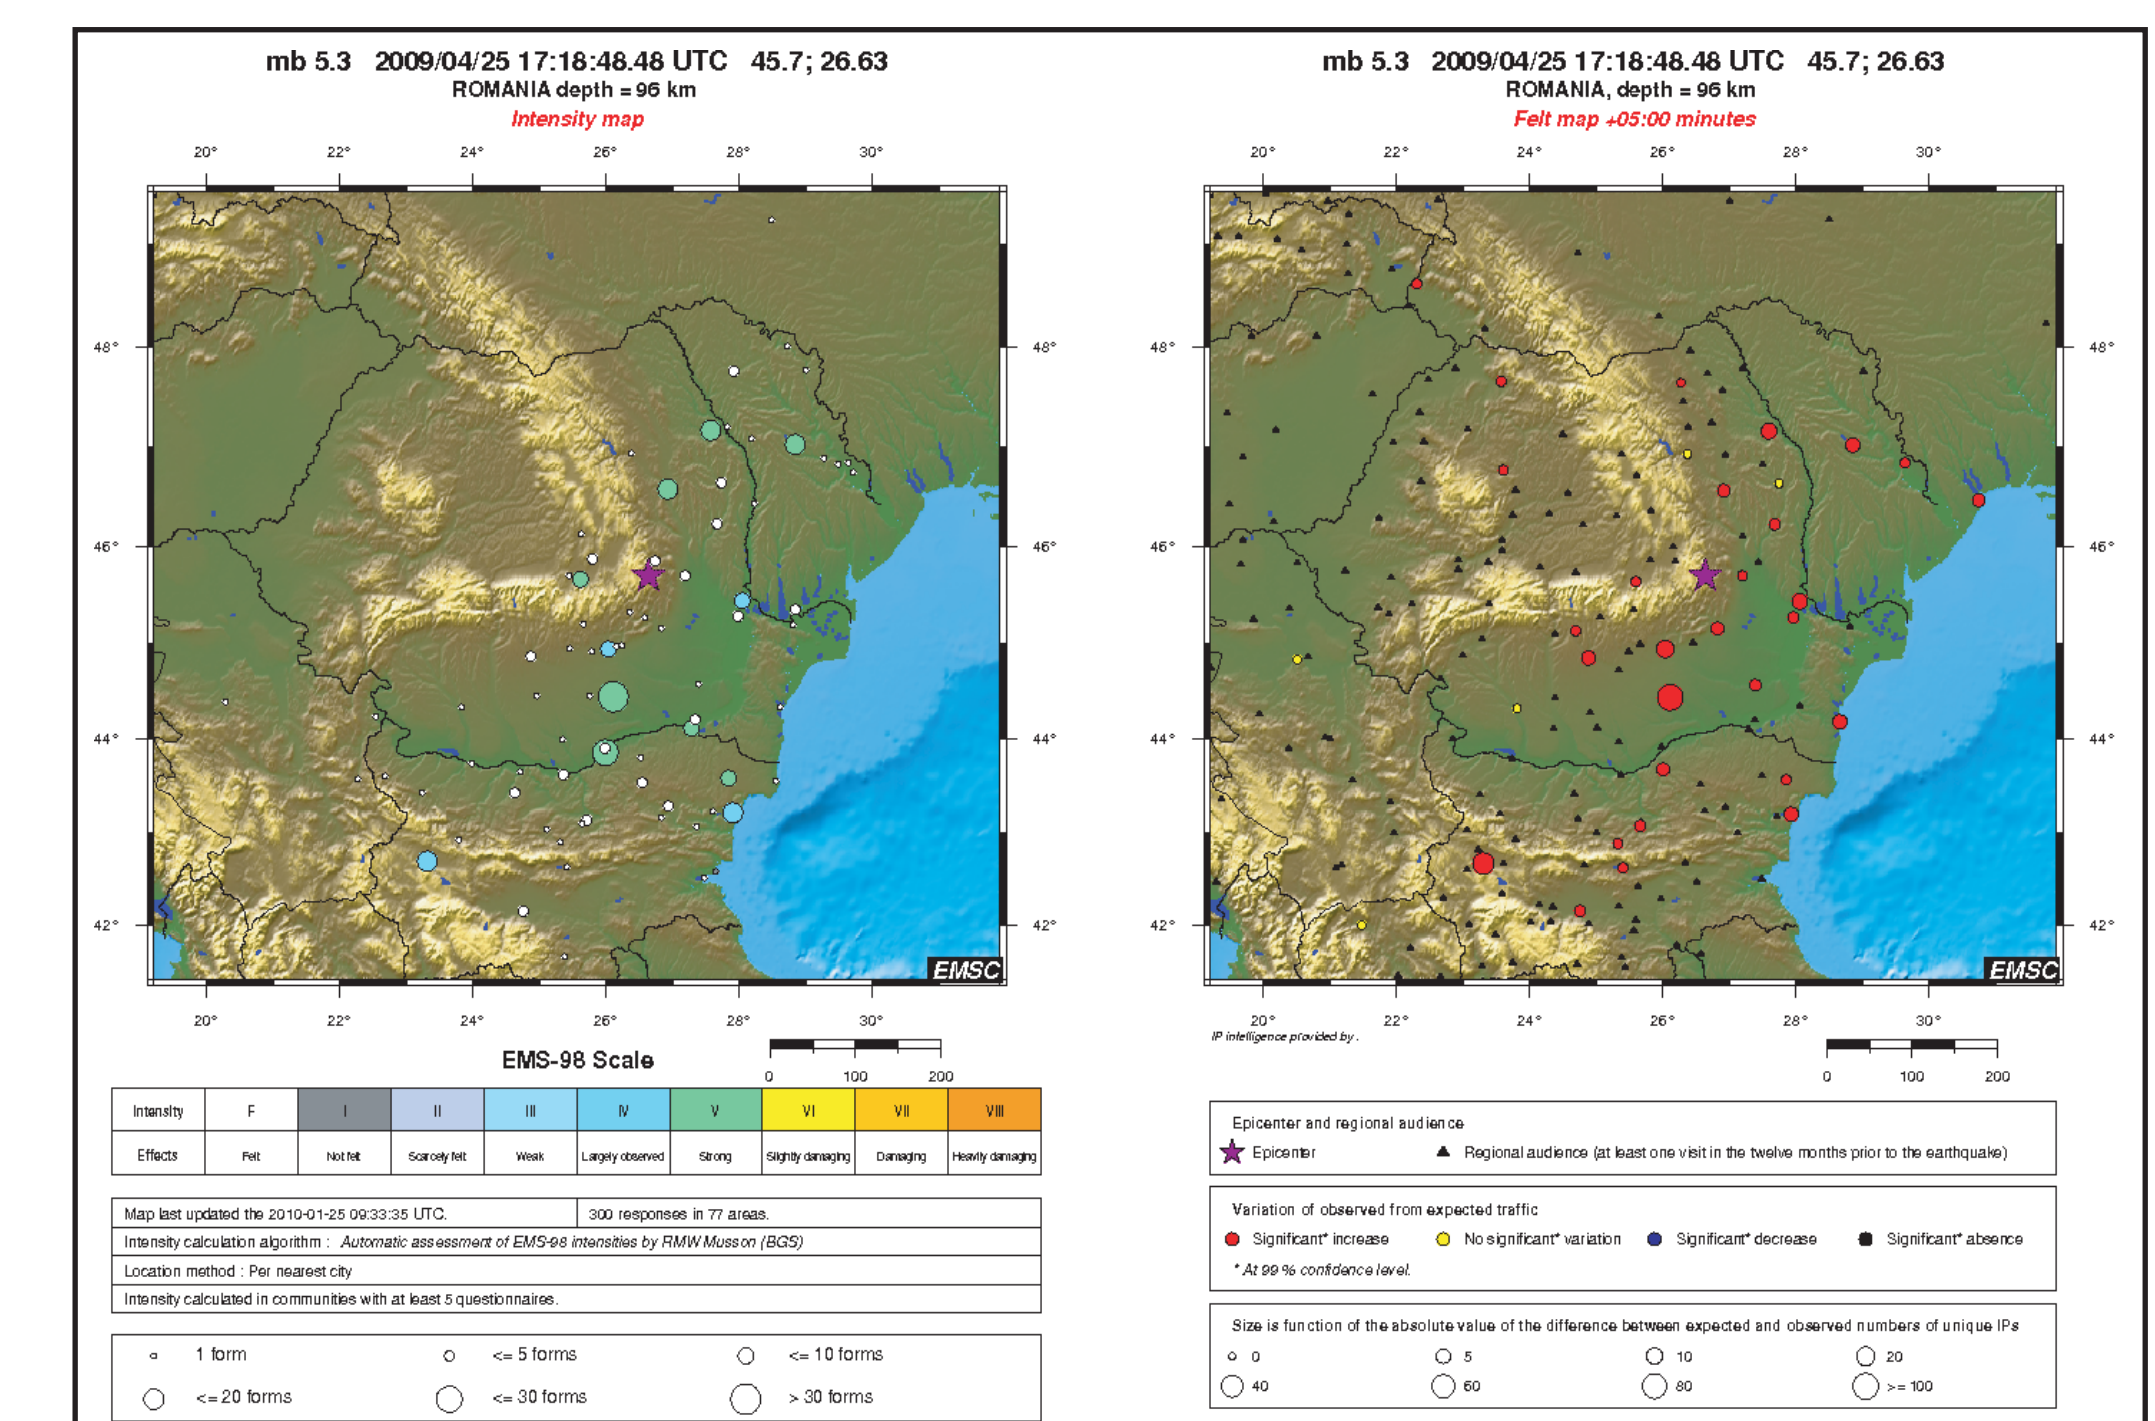 mb 5.3 2009/04/25 17:18:48.48 UTC 45.7; 26.63
ROMANIA depth = 96 km
Intensity map
20° 22° 24° 26° 28° 30°
48° 48°
46° 46°
44° 44°
42° 42°
EMSC
20° 22° 24° 26° 28° 30°
EMS-98 Scale
0 100 200
Intensity F I II III IV V VI VII VIII
Effects Felt Not felt Scarcely felt Weak Largely observed Strong Slightly damaging Damaging Heavily damaging
Map last updated the 2010-01-25 09:33:35 UTC. 300 responses in 77 areas.
Intensity calculation algorithm : Automatic assessment of EMS-98 intensities by RMW Musson (BGS)
Location method : Per nearest city
Intensity calculated in communities with at least 5 questionnaires.
1 form <= 5 forms <= 10 forms
<= 20 forms <= 30 forms > 30 forms
mb 5.3 2009/04/25 17:18:48.48 UTC 45.7; 26.63
ROMANIA, depth = 96 km
Felt map +05:00 minutes
20° 22° 24° 26° 28° 30°
48° 48°
46° 46°
44° 44°
42° 42°
EMSC
20° 22° 24° 26° 28° 30°
IP intelligence provided by .
0 100 200
Epicenter and regional audience
Epicenter Regional audience (at least one visit in the twelve months prior to the earthquake)
Variation of observed from expected traffic
Significant* increase No significant* variation Significant* decrease Significant* absence
* At 99 % confidence level.
Size is function of the absolute value of the difference between expected and observed numbers of unique IPs
0 5 10 20
40 60 80 >= 100